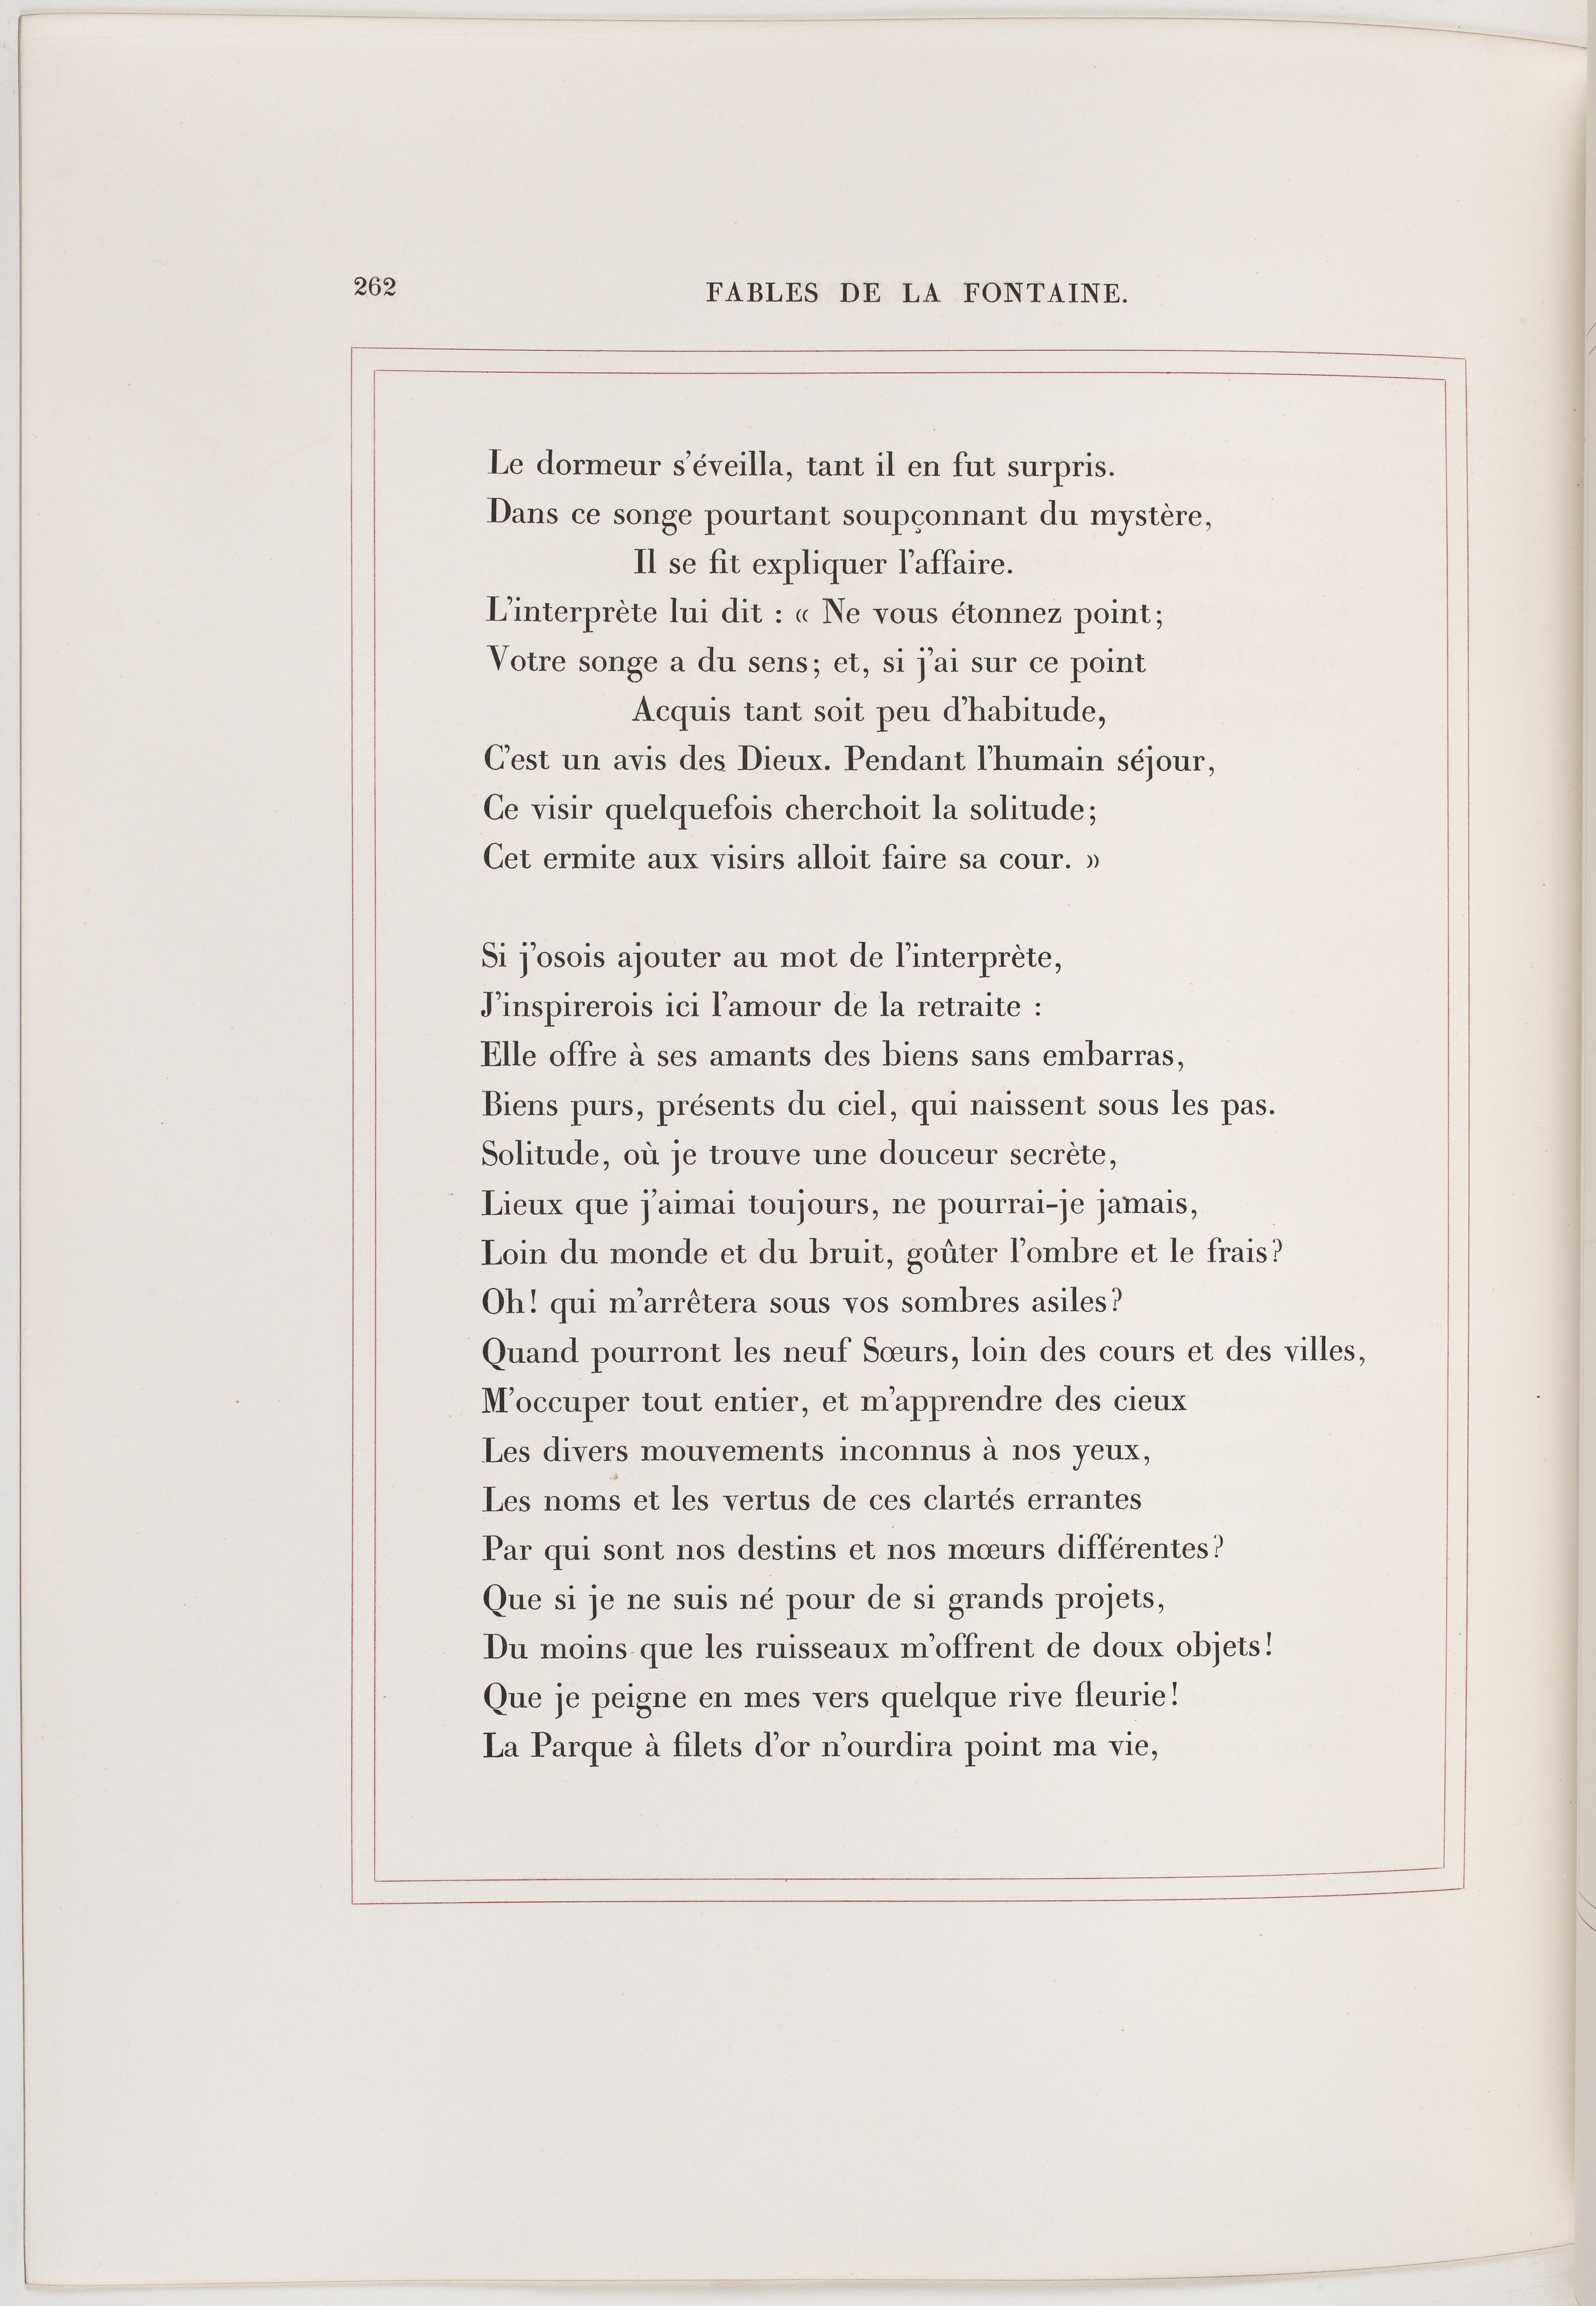 262
FABLES DE LA FONTAINE.
Le dormeur s'éveilla, tant il en fut surpris.
Dans ce songe pourtant soupçonnant du mystère,
Il se fit expliquer l'affaire.
L'interprète lui dit : « Ne vous étonnez point;
Votre songe a du sens; et, si j'ai sur ce point
Acquis tant soit peu d'habitude,
C'est un avis des Dieux. Pendant l'humain séjour,
Ce visir quelquefois cherchoit la solitude;
Cet ermite aux visirs alloit faire sa cour. »
Si j'osois ajouter au mot de l'interprète,
J'inspirerois ici l'amour de la retraite :
Elle offre à ses amants des biens sans embarras,
Biens purs, présents du ciel, qui naissent sous les pas.
Solitude, où je trouve une douceur secrète,
Lieux que j'aimai toujours, ne pourrai-je jamais,
Loin du monde et du bruit, goûter l'ombre et le frais?
Oh! qui m'arrêtera sous vos sombres asiles?
Quand pourront les neuf Sœurs, loin des cours et des villes,
M'occuper tout entier, et m'apprendre des cieux
Les divers mouvements inconnus à nos yeux,
Les noms et les vertus de ces clartés errantes
Par qui sont nos destins et nos mœurs différentes?
Que si je ne suis né pour de si grands projets,
Du moins que les ruisseaux m'offrent de doux objets!
Que je peigne en mes vers quelque rive fleurie!
La Parque à filets d'or n'ourdira point ma vie,